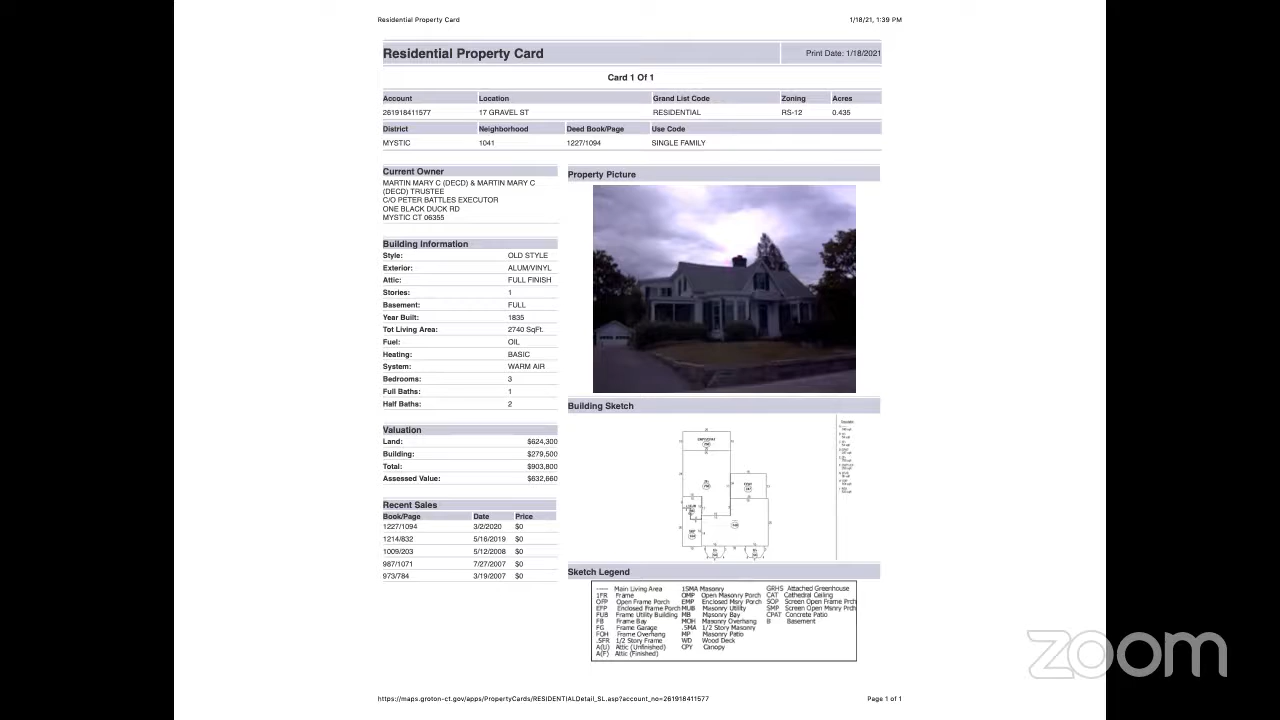 Residential Property Card 1/18/21, 1:39 PM
Residential Property Card Print Date: 1/18/2021
Card 1 Of 1
Account Location Grand List Code Zoning Acres
261918411577 17 GRAVEL ST RESIDENTIAL RS-12 0.435
District Neighborhood Deed Book/Page Use Code
MYSTIC 1041 1227/1094 SINGLE FAMILY
Current Owner
MARTIN MARY C (DECD) & MARTIN MARY C
(DECD) TRUSTEE
C/O PETER BATTLES EXECUTOR
ONE BLACK DUCK RD
MYSTIC CT 06355
Building Information
Style: OLD STYLE
Exterior: ALUM/VINYL
Attic: FULL FINISH
Stories: 1
Basement: FULL
Year Built: 1835
Tot Living Area: 2740 SqFt.
Fuel: OIL
Heating: BASIC
System: WARM AIR
Bedrooms: 3
Full Baths: 1
Half Baths: 2
Valuation
Land: $624,300
Building: $279,500
Total: $903,800
Assessed Value: $632,660
Recent Sales
Book/Page Date Price
1227/1094 3/2/2020 $0
1214/832 5/16/2019 $0
1009/203 5/12/2008 $0
987/1071 7/27/2007 $0
973/784 3/19/2007 $0
Property Picture
Building Sketch
Sketch Legend
---- Main Living Area 1SMA Masonry GRHS Attached Greenhouse
1FR Frame OMP Open Masonry Porch CAT Cathedral Ceiling
OFP Open Frame Porch EMP Enclosed Msry Porch SOP Screen Open Frame Prch
EFP Enclosed Frame Porch MUB Masonry Utility SMP Screen Open Msnry Prch
FUB Frame Utility Building MB Masonry Bay CPAT Concrete Patio
FB Frame Bay MOH Masonry Overhang B Basement
FG Frame Garage .5MA 1/2 Story Masonry
FOH Frame Overhang MP Masonry Patio
.5FR 1/2 Story Frame WD Wood Deck
A(U) Attic (Unfinished) CPY Canopy
A(F) Attic (Finished)
https://maps.groton-ct.gov/apps/PropertyCards/RESIDENTIALDetail_SL.asp?account_no=261918411577 Page 1 of 1
zoom